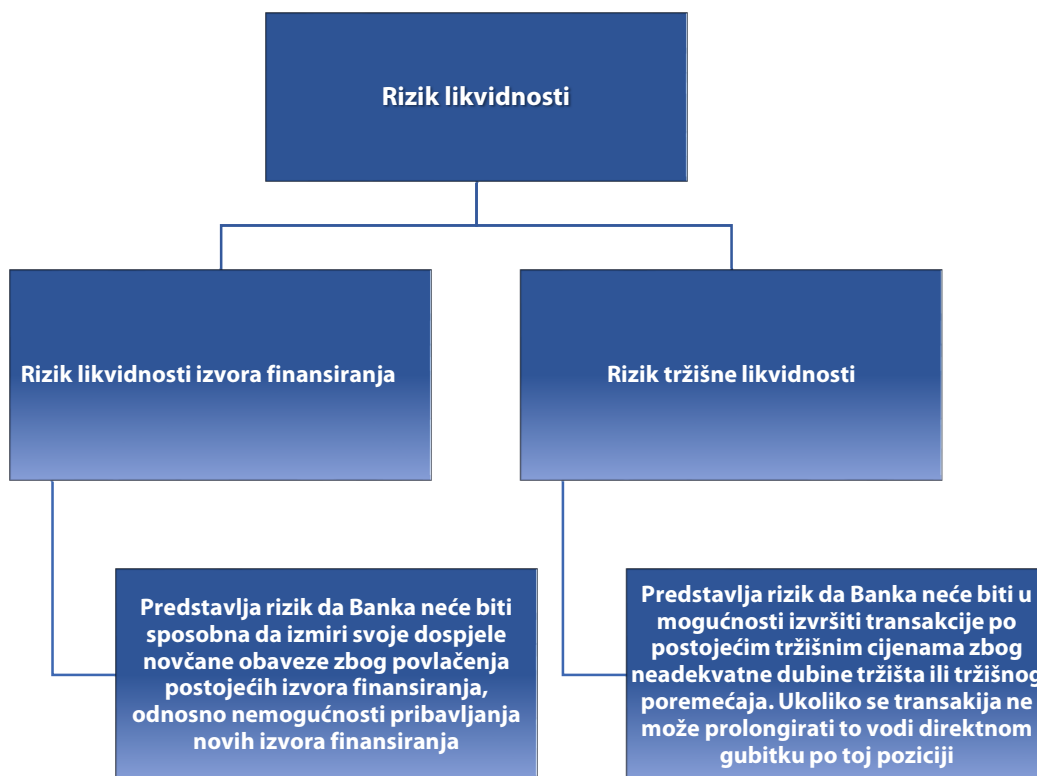 Rizik likvidnosti
Rizik likvidnosti izvora finansiranja
Rizik tržišne likvidnosti
Predstavlja rizik da Banka neće biti
sposobna da izmiri svoje dospjele
novčane obaveze zbog povlačenja
postojećih izvora finansiranja,
odnosno nemogućnosti pribavljanja
novih izvora finansiranja
Predstavlja rizik da Banka neće biti u
mogućnosti izvršiti transakcije po
postojećim tržišnim cijenama zbog
neadekvatne dubine tržišta ili tržišnog
poremećaja. Ukoliko se transakija ne
može prolongirati to vodi direktnom
gubitku po toj poziciji